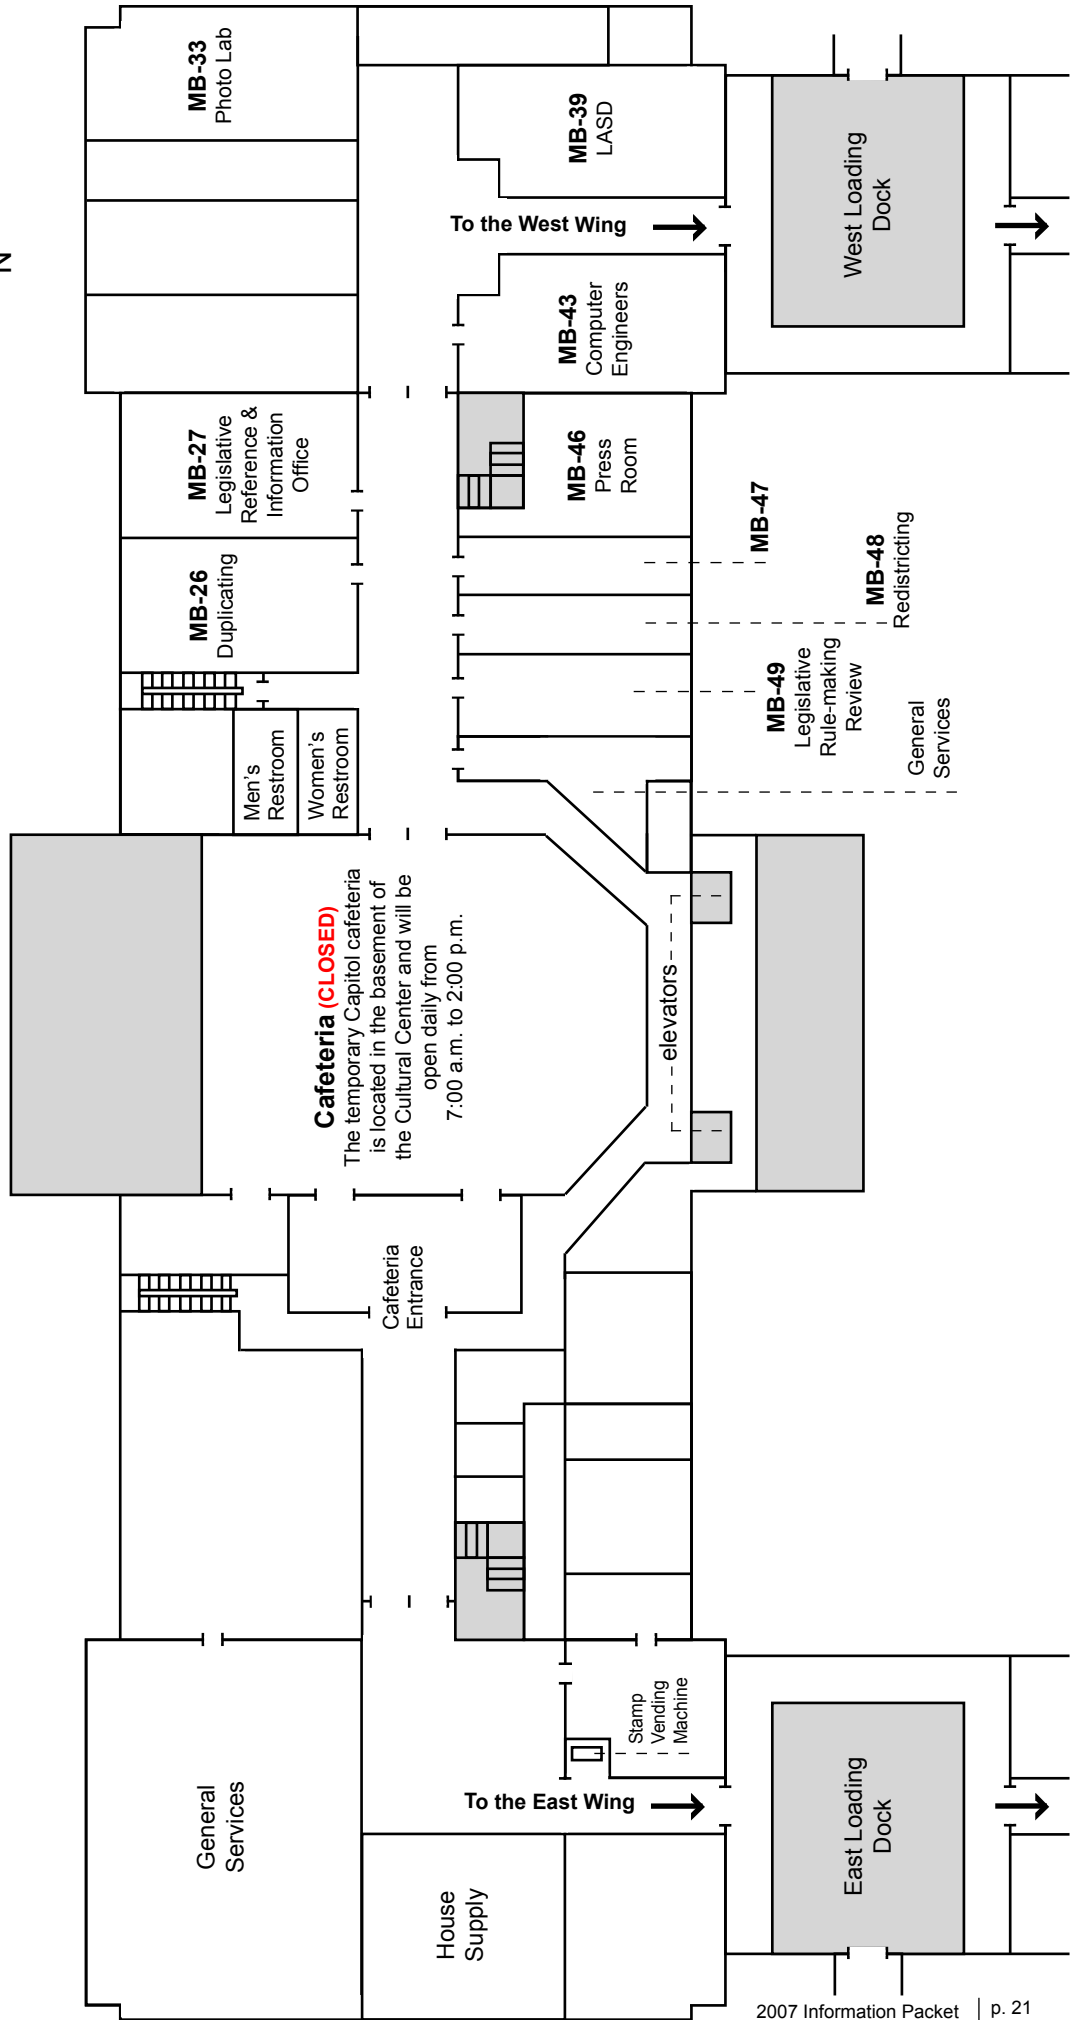 N
MB-33
Photo Lab
MB-39
LASD
West Loading
Dock
To the West Wing
MB-43
Computer
Engineers
MB-27
Legislative
Reference &
Information
Office
MB-46
Press
Room
MB-47
MB-26
Duplicating
MB-48
Redistricting
MB-49
Legislative
Rule-making
Review
General
Services
Men's
Restroom
Women's
Restroom
Cafeteria (CLOSED)
The temporary Capitol cafeteria
is located in the basement of
the Cultural Center and will be
open daily from
7:00 a.m. to 2:00 p.m.
elevators
Cafeteria
Entrance
Stamp
Vending
Machine
To the East Wing
General
Services
House
Supply
East Loading
Dock
2007 Information Packet | p. 21